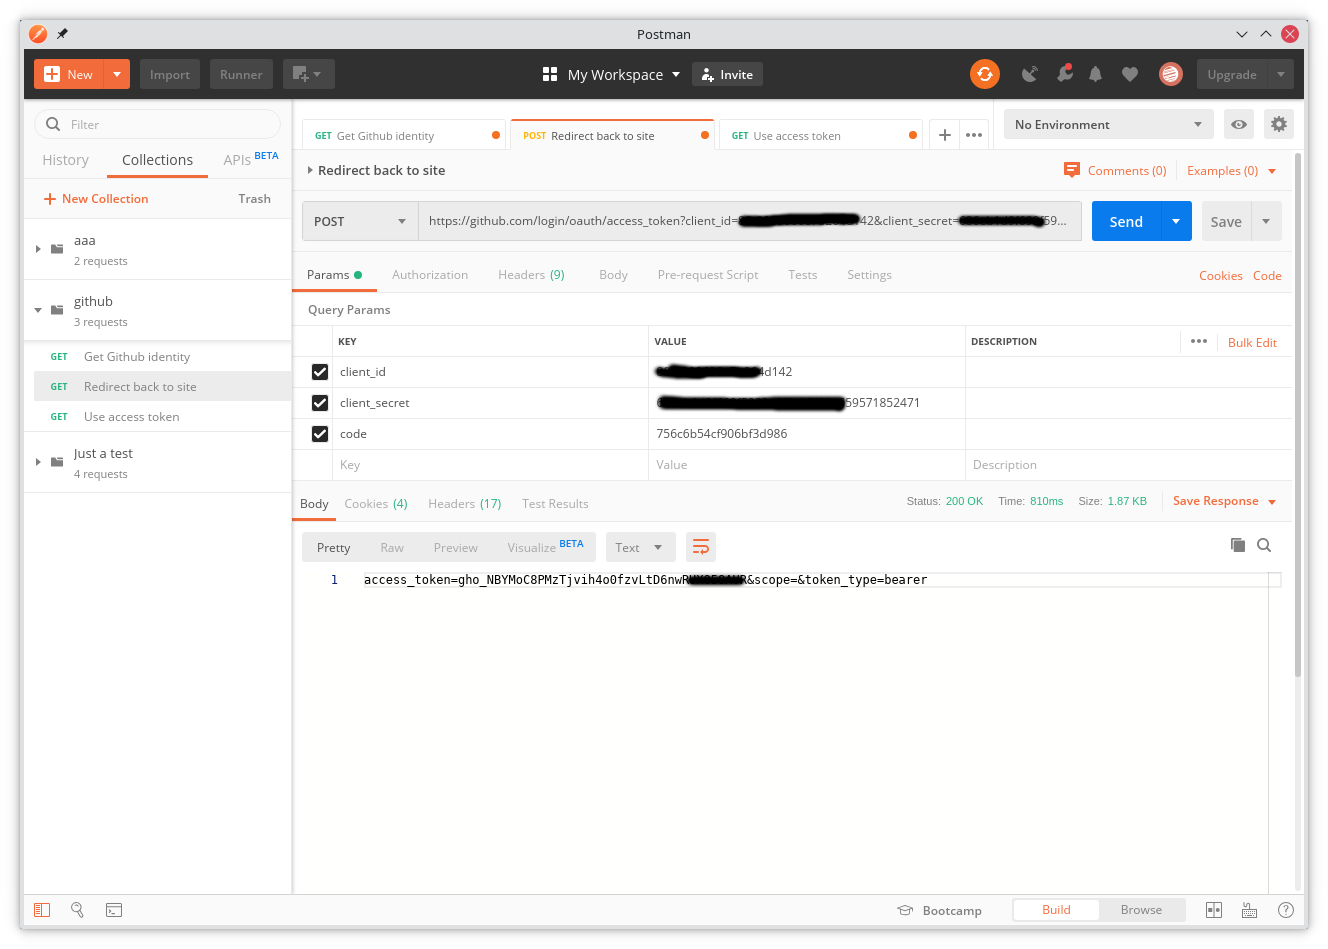 Postman
New
Import
Runner
My Workspace
Invite
Upgrade
Filter
History
Collections
APIs BETA
+ New Collection
Trash
aaa
2 requests
github
3 requests
GET Get Github identity
GET Redirect back to site
GET Use access token
Just a test
4 requests
GET Get Github identity
POST Redirect back to site
GET Use access token
No Environment
Redirect back to site
Comments (0)
Examples (0)
POST
https://github.com/login/oauth/access_token?client_id=
42&client_secret=
59...
Send
Save
Params
Authorization
Headers (9)
Body
Pre-request Script
Tests
Settings
Cookies
Code
Query Params
KEY
VALUE
DESCRIPTION
Bulk Edit
client_id
d142
client_secret
59571852471
code
756c6b54cf906bf3d986
Key
Value
Description
Body
Cookies (4)
Headers (17)
Test Results
Status: 200 OK
Time: 810ms
Size: 1.87 KB
Save Response
Pretty
Raw
Preview
Visualize BETA
Text
1
access_token=gho_NBYMoC8PMzTjvih4o0fzvLtD6nwR
&scope=&token_type=bearer
Bootcamp
Build
Browse